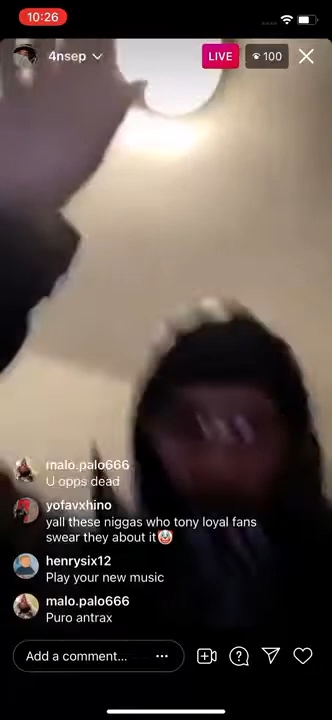 10:26
4nsep
LIVE
100
malo.palo666
U opps dead
yofavxhino
yall these niggas who tony loyal fans
swear they about it🤡
henrysix12
Play your new music
malo.palo666
Puro antrax
Add a comment...